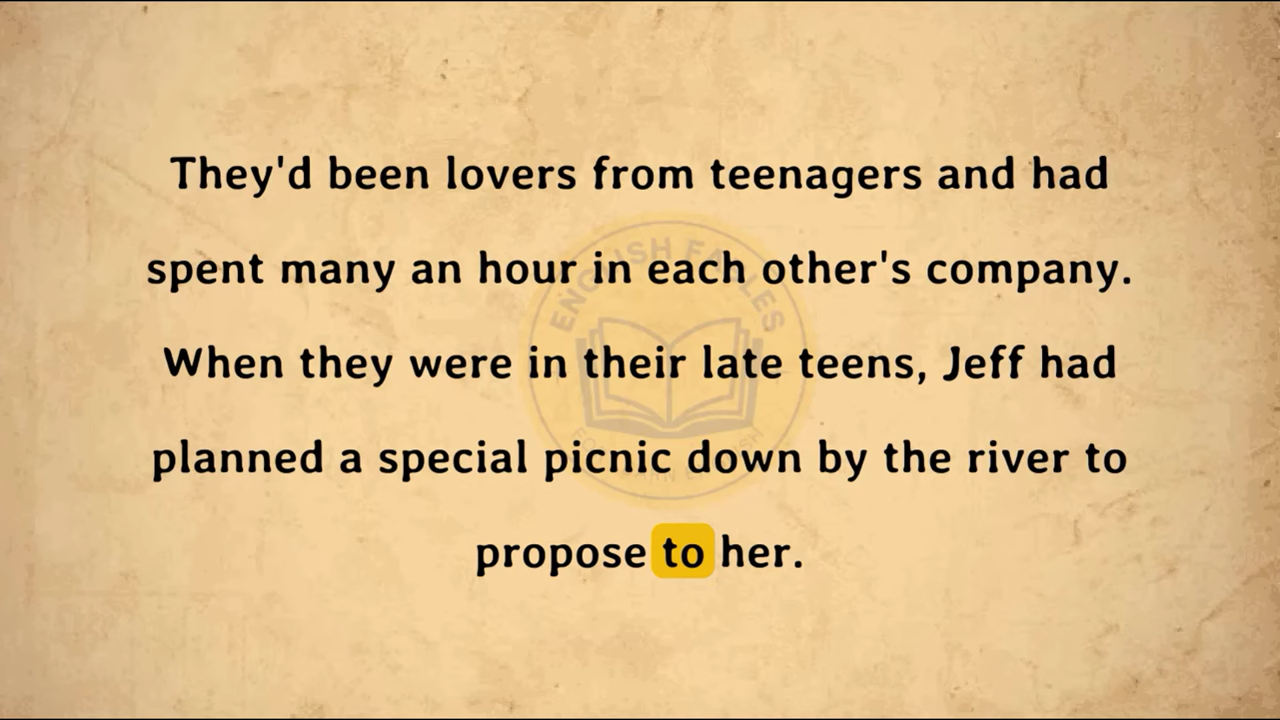 They'd been lovers from teenagers and had
spent many an hour in each other's company.
When they were in their late teens, Jeff had
planned a special picnic down by the river to
propose to her.